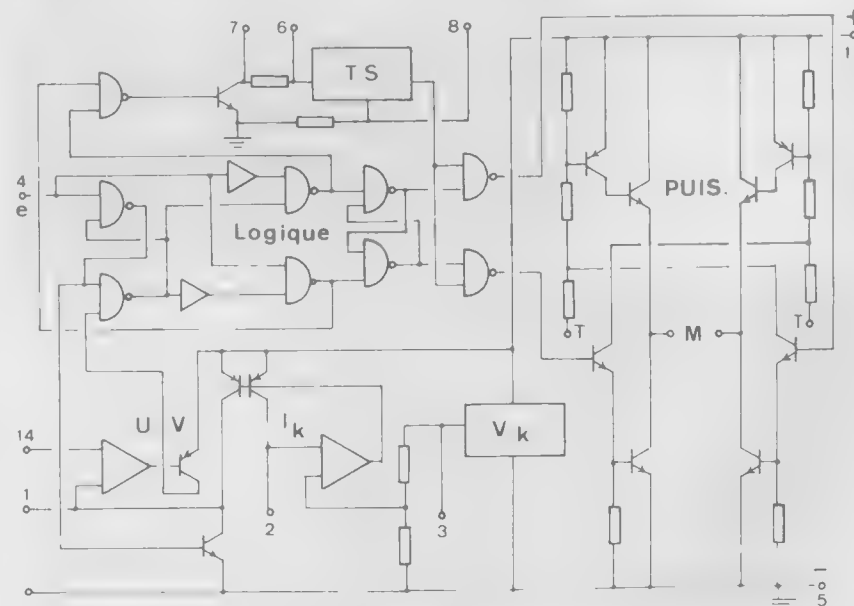 7 6 8 +
TS 1
4
e PUIS.
Logique
T M T
U V I k
14 V k
1 2 3
−
5